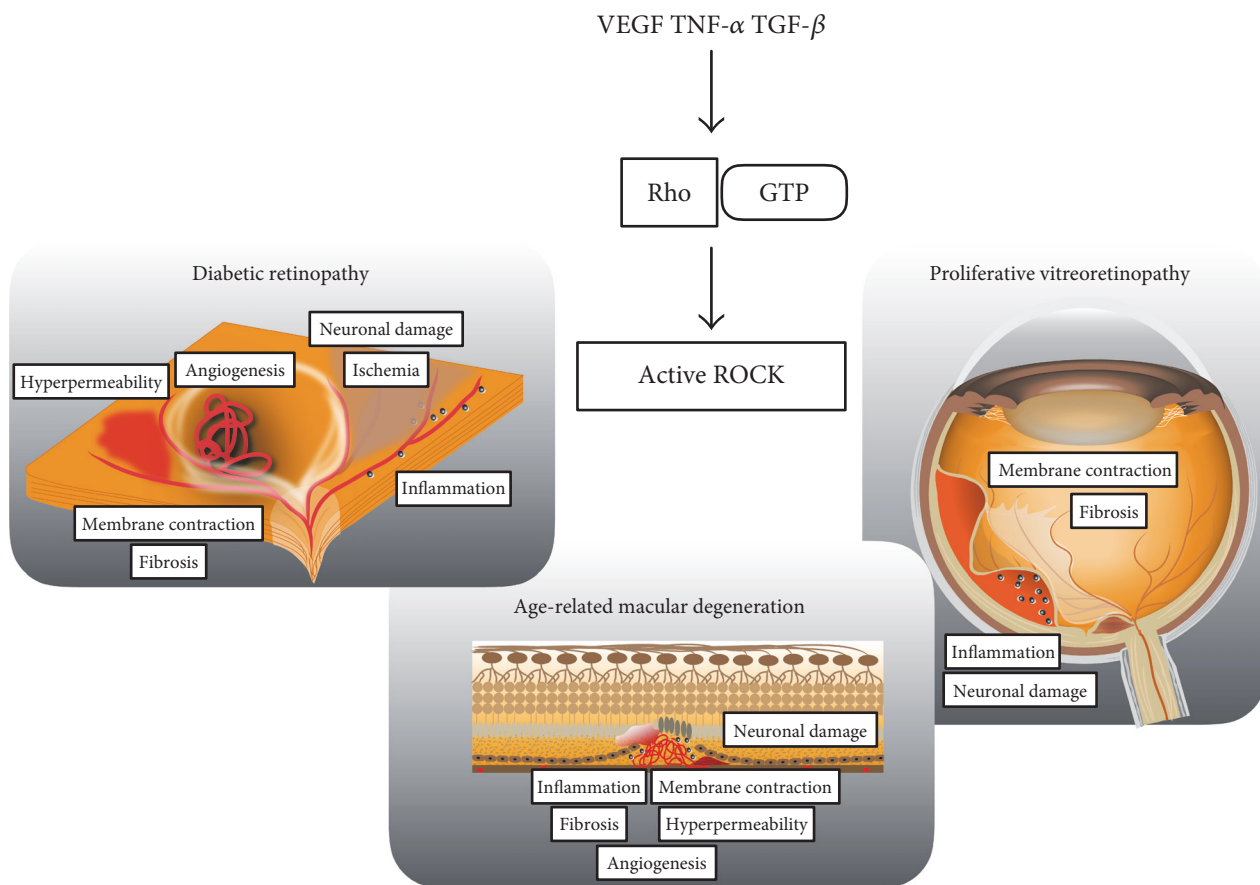 VEGF TNF-α TGF-β
Rho
GTP
Active ROCK
Diabetic retinopathy
Neuronal damage
Angiogenesis
Ischemia
Hyperpermeability
Inflammation
Membrane contraction
Fibrosis
Proliferative vitreoretinopathy
Membrane contraction
Fibrosis
Inflammation
Neuronal damage
Age-related macular degeneration
Neuronal damage
Inflammation
Membrane contraction
Fibrosis
Hyperpermeability
Angiogenesis